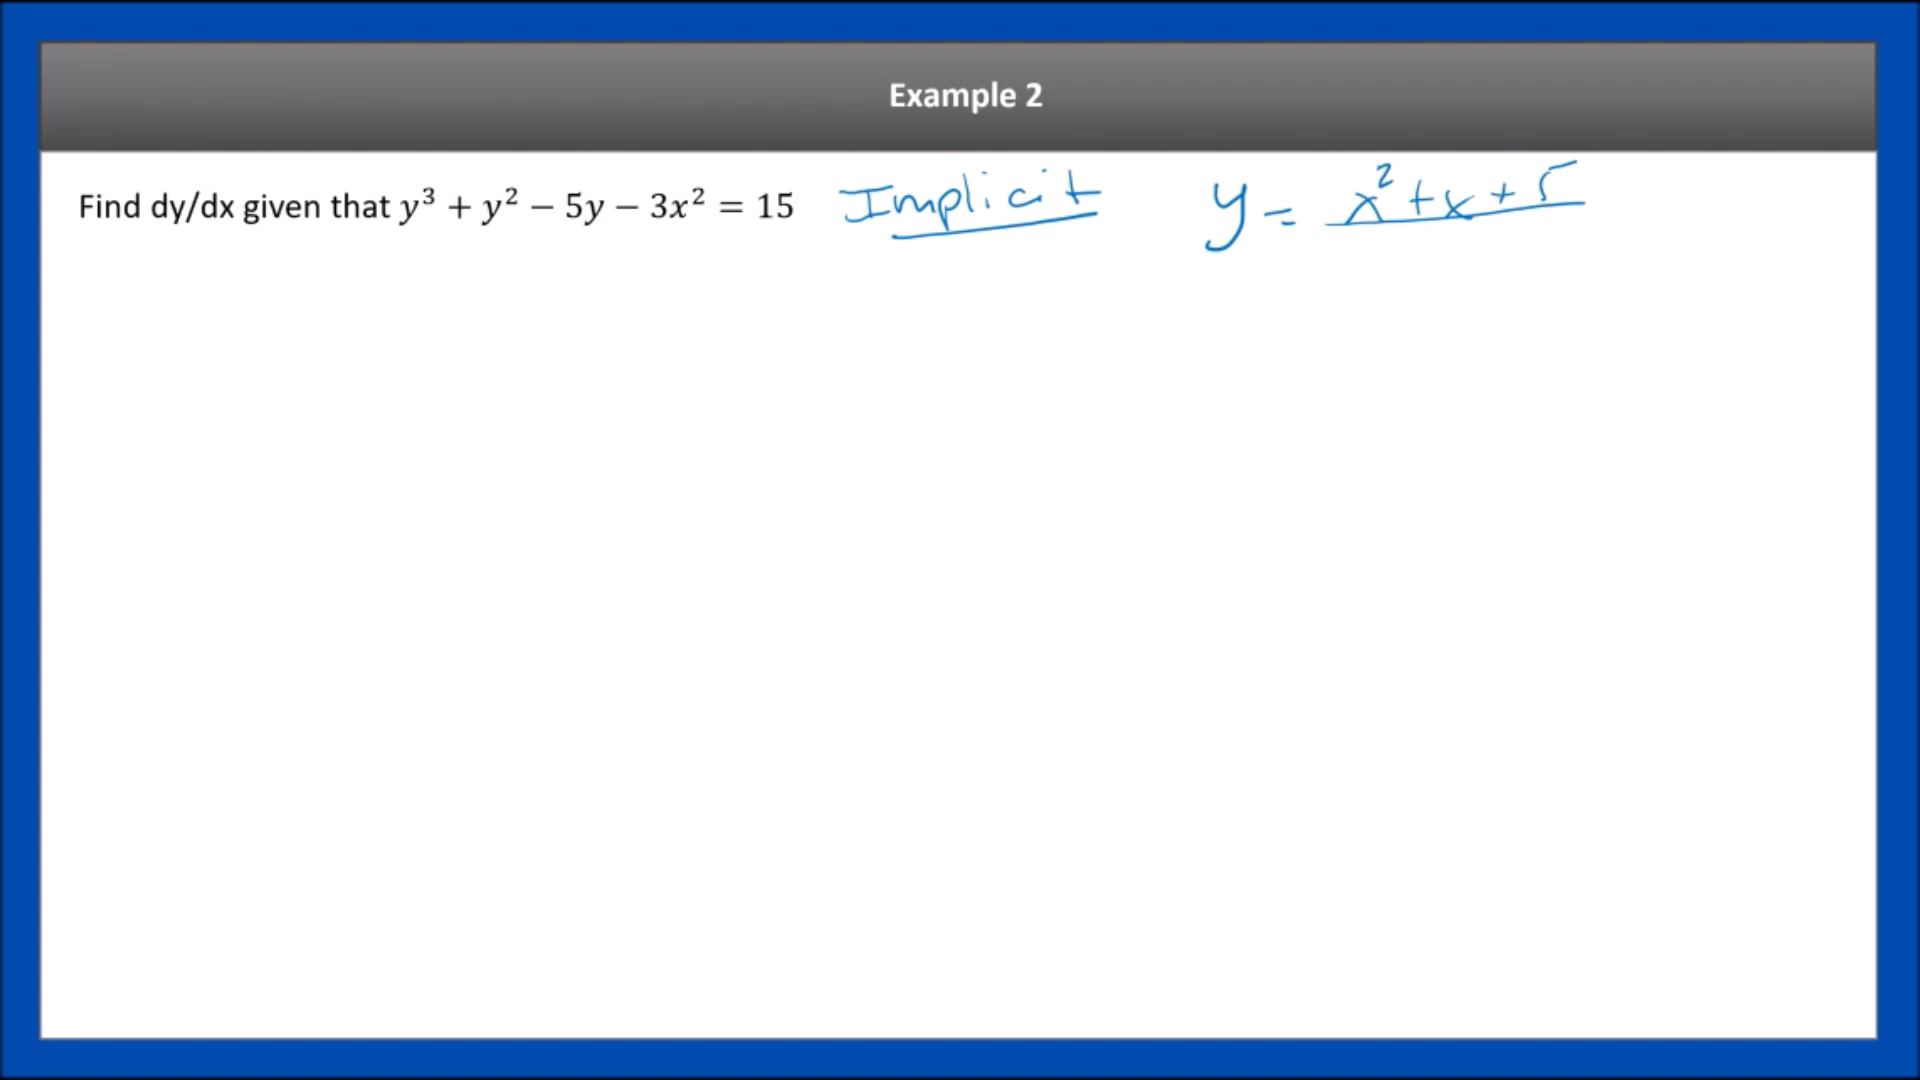 Example 2
Find dy/dx given that y³ + y² − 5y − 3x² = 15 Implicit y = x² + x + 5